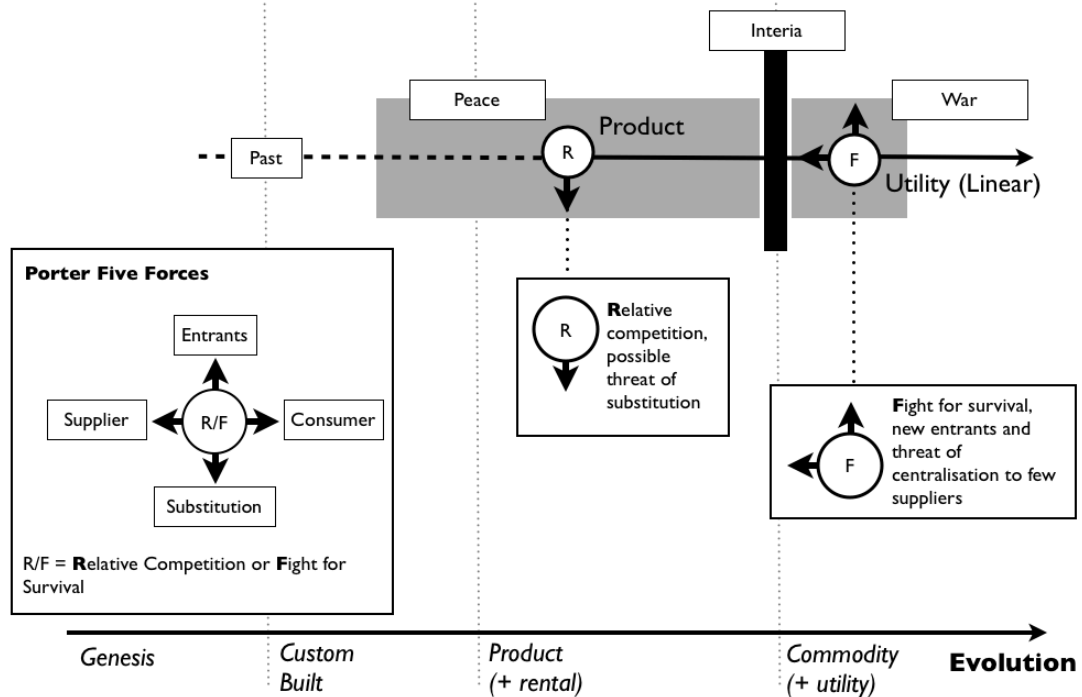 Interia
Peace
War
Product
Past
R
F
Utility (Linear)
Porter Five Forces
Entrants
Supplier
R/F
Consumer
Substitution
R/F = Relative Competition or Fight for
Survival
R
Relative
competition,
possible
threat of
substitution
F
Fight for survival,
new entrants and
threat of
centralisation to few
suppliers
Genesis
Custom
Built
Product
(+ rental)
Commodity
(+ utility)
Evolution